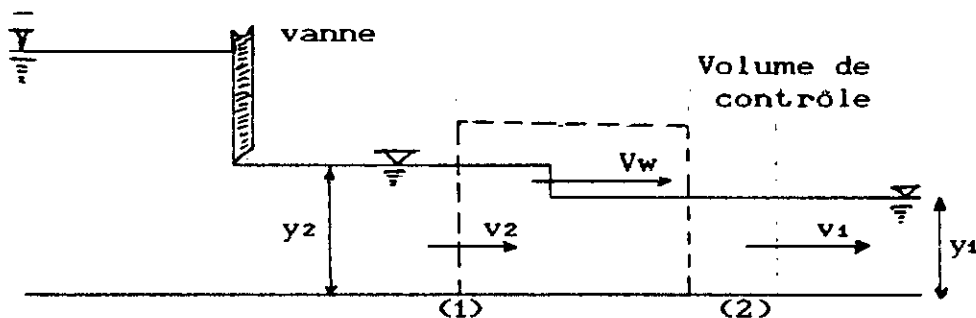 vanne
Volume de
contrôle
Vw
y2
v2
v1
y1
(1)
(2)